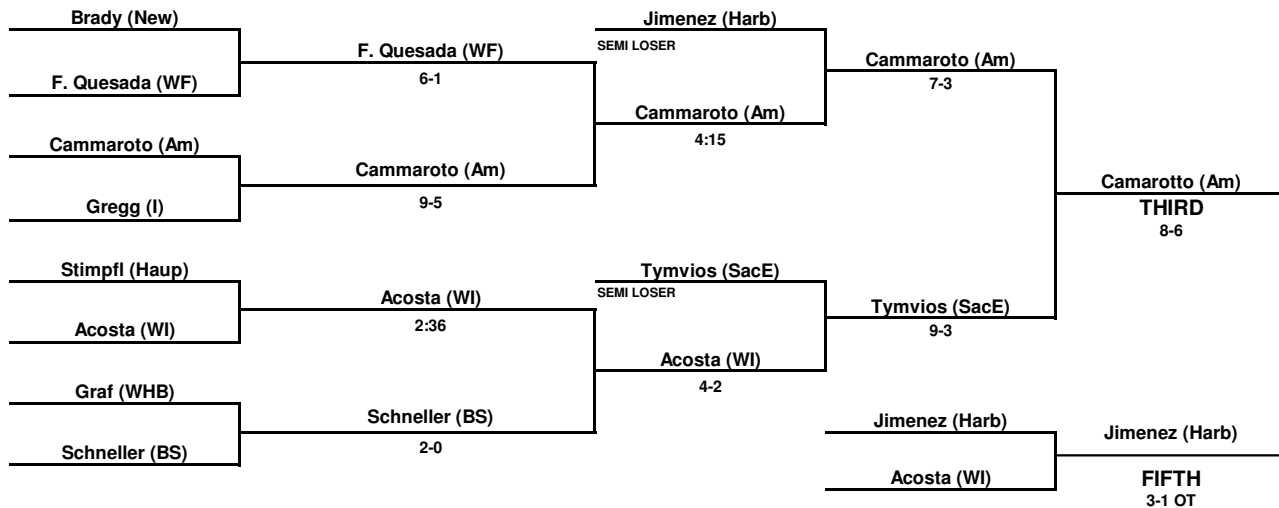 Brady (New)
F. Quesada (WF)
Cammaroto (Am)
Gregg (I)
Stimpfl (Haup)
Acosta (WI)
Graf (WHB)
Schneller (BS)
F. Quesada (WF)
6-1
Cammaroto (Am)
9-5
Acosta (WI)
2:36
Schneller (BS)
2-0
Jimenez (Harb)
SEMI LOSER
Cammaroto (Am)
4:15
Tymvios (SacE)
SEMI LOSER
Acosta (WI)
4-2
Cammaroto (Am)
7-3
Tymvios (SacE)
9-3
Jimenez (Harb)
Acosta (WI)
Camarotto (Am)
THIRD
8-6
Jimenez (Harb)
FIFTH
3-1 OT